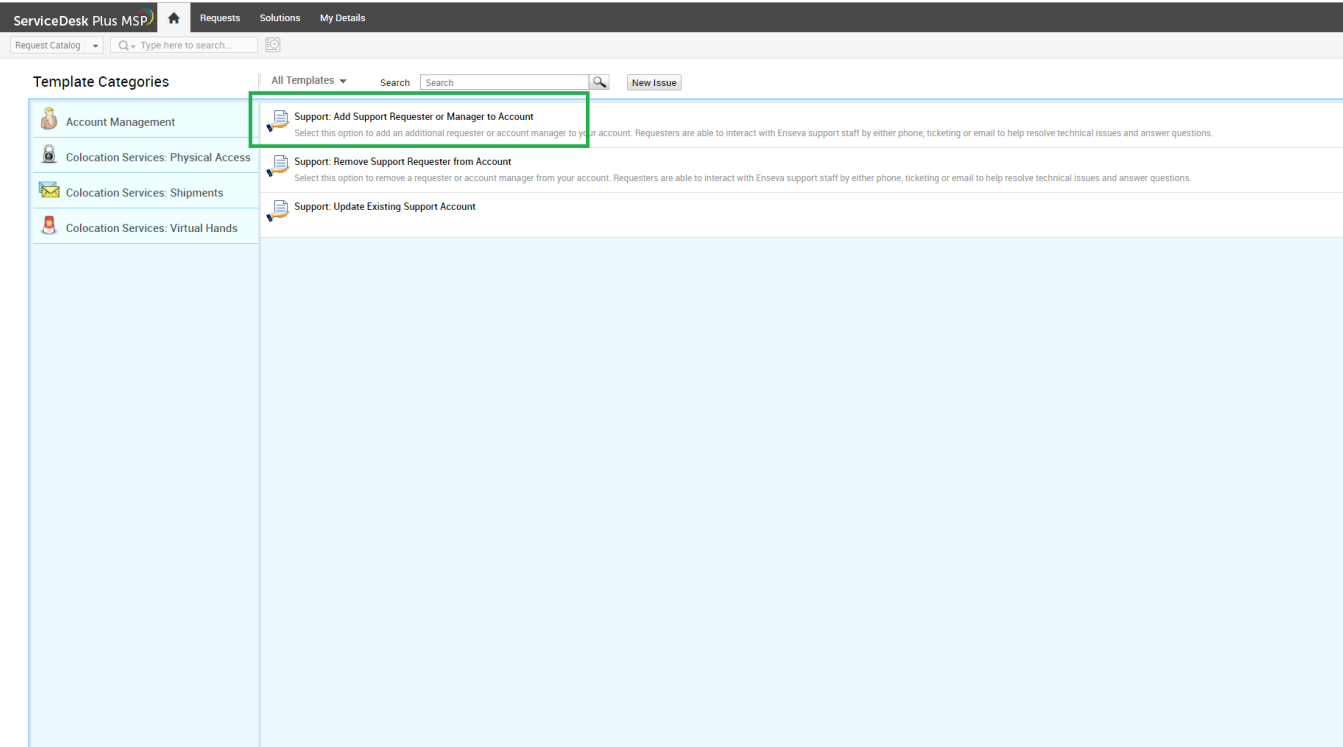 ServiceDesk Plus MSP
Requests
Solutions
My Details
Request Catalog
Type here to search...
Template Categories
All Templates
Search
Search
New Issue
Account Management
Colocation Services: Physical Access
Colocation Services: Shipments
Colocation Services: Virtual Hands
Support: Add Support Requester or Manager to Account
Select this option to add an additional requester or account manager to your account. Requesters are able to interact with Enseva support staff by either phone, ticketing or email to help resolve technical issues and answer questions.
Support: Remove Support Requester from Account
Select this option to remove a requester or account manager from your account. Requesters are able to interact with Enseva support staff by either phone, ticketing or email to help resolve technical issues and answer questions.
Support: Update Existing Support Account